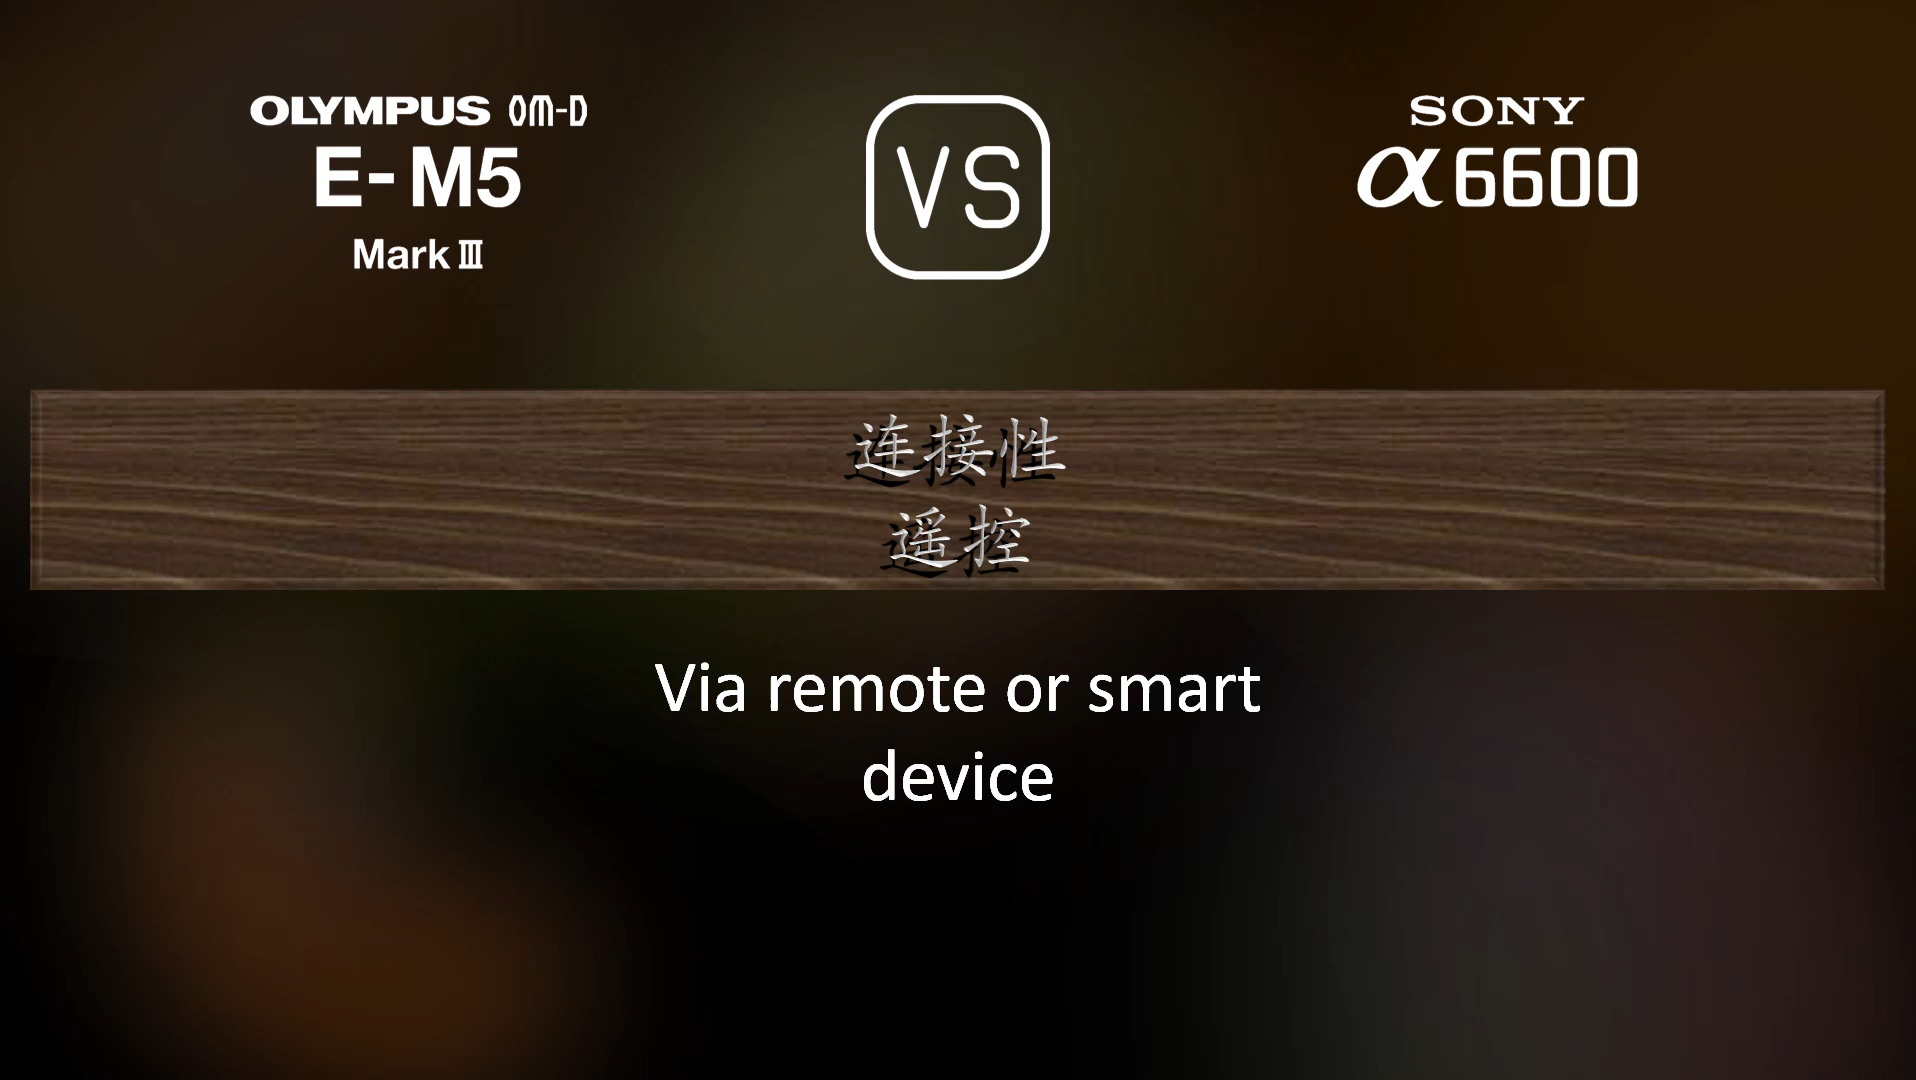 OLYMPUS OM-D
E-M5
Mark III
VS
SONY
α6600
连接性
遥控
Via remote or smart
device